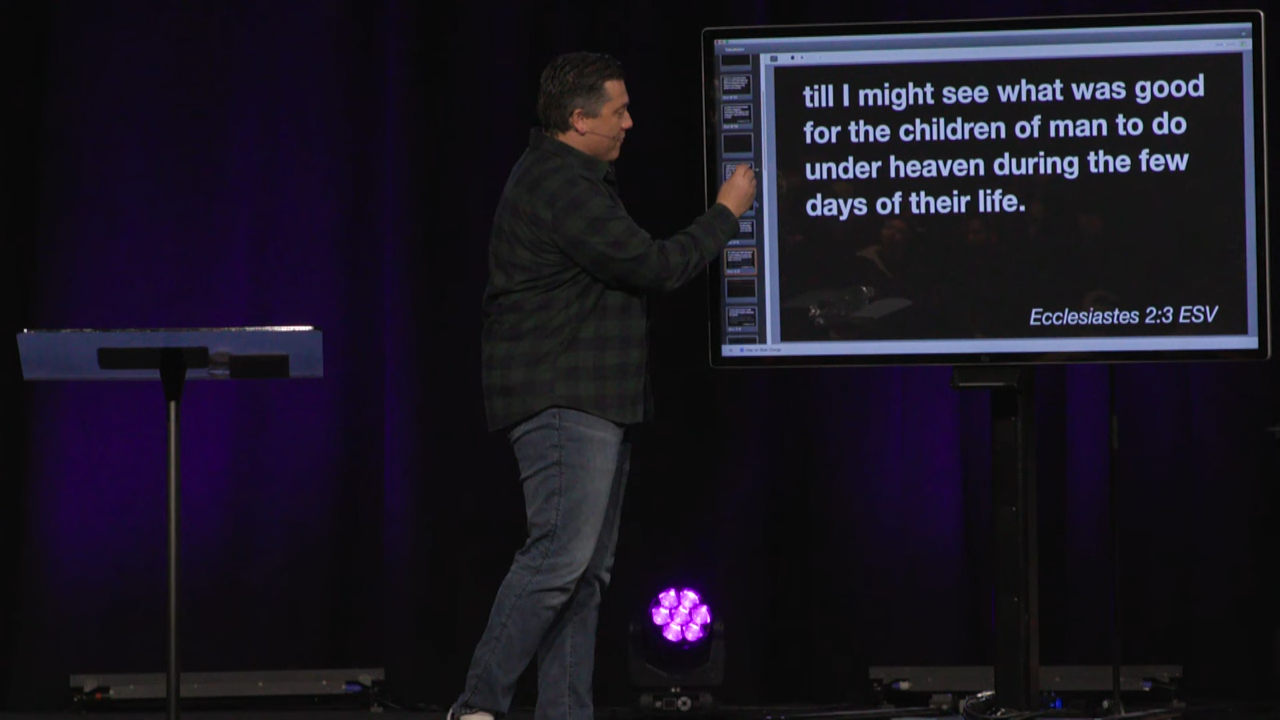 till I might see what was good
for the children of man to do
under heaven during the few
days of their life.
Ecclesiastes 2:3 ESV